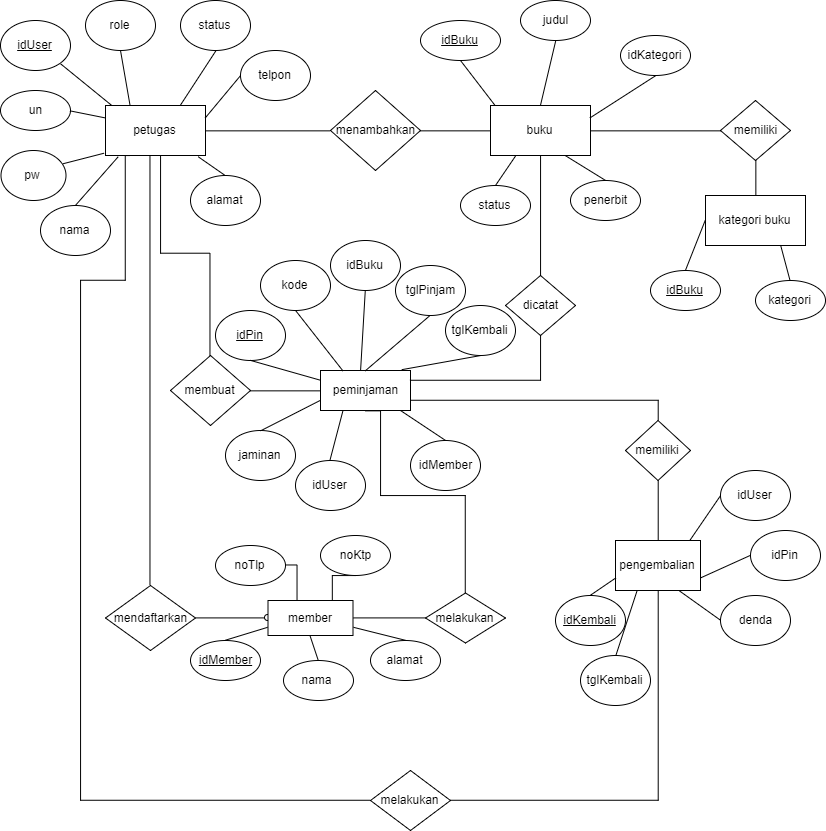 role
status
judul
idUser
idBuku
idKategori
telpon
un
petugas
menambahkan
buku
memiliki
pw
alamat
status
penerbit
nama
kategori buku
idBuku
kode
tglPinjam
idBuku
kategori
dicatat
idPin
tglKembali
membuat
peminjaman
jaminan
idMember
memiliki
idUser
idUser
noTlp
noKtp
pengembalian
idPin
mendaftarkan
member
melakukan
idKembali
denda
idMember
alamat
nama
tglKembali
melakukan